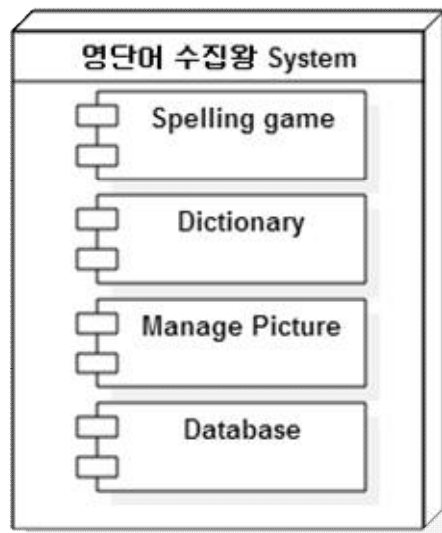 영단어 수집왕 System
Spelling game
Dictionary
Manage Picture
Database